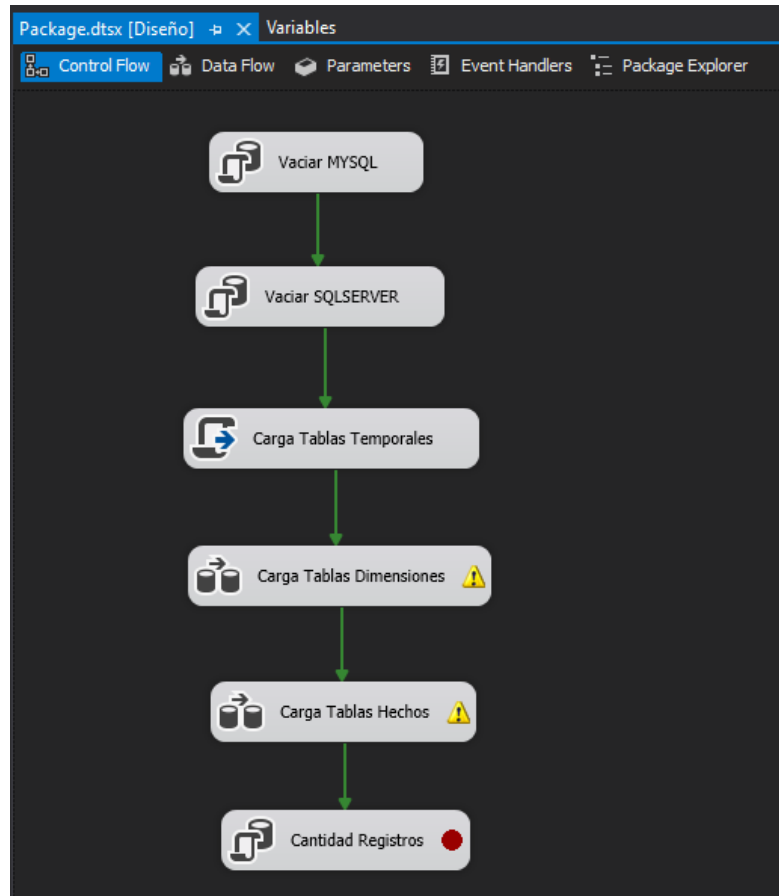 Package.dtsx [Diseño] Variables
Control Flow Data Flow Parameters Event Handlers Package Explorer
Vaciar MYSQL
Vaciar SQLSERVER
Carga Tablas Temporales
Carga Tablas Dimensiones
Carga Tablas Hechos
Cantidad Registros